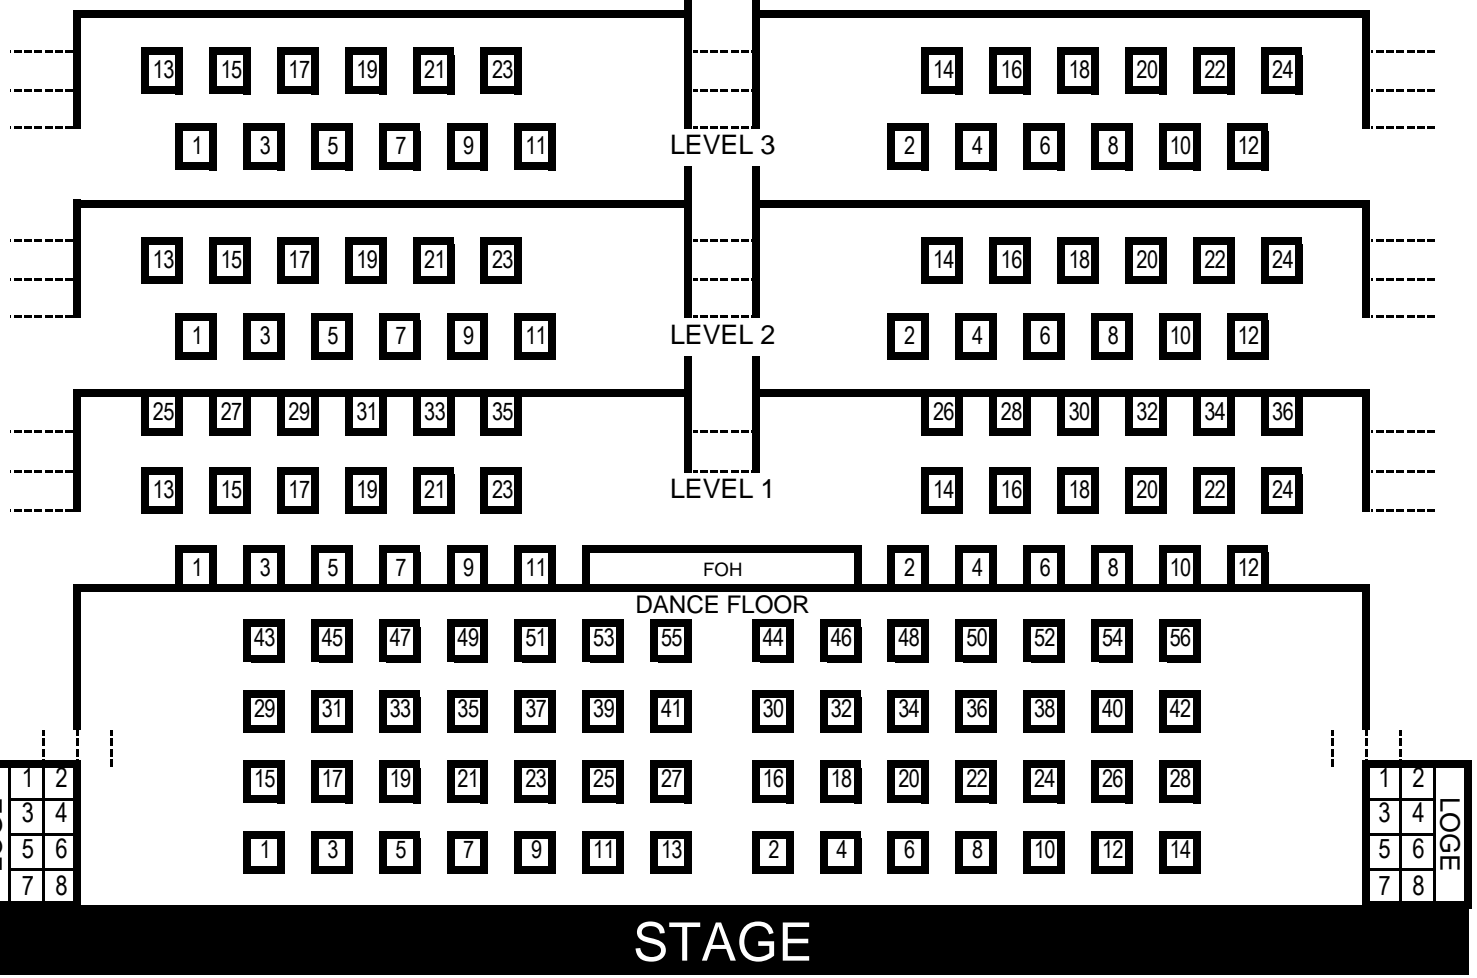 13 15 17 19 21 23 14 16 18 20 22 24
1 3 5 7 9 11 LEVEL 3 2 4 6 8 10 12
13 15 17 19 21 23 14 16 18 20 22 24
1 3 5 7 9 11 LEVEL 2 2 4 6 8 10 12
25 27 29 31 33 35 26 28 30 32 34 36
13 15 17 19 21 23 LEVEL 1 14 16 18 20 22 24
1 3 5 7 9 11 FOH 2 4 6 8 10 12
DANCE FLOOR
43 45 47 49 51 53 55 44 46 48 50 52 54 56
29 31 33 35 37 39 41 30 32 34 36 38 40 42
1 2 15 17 19 21 23 25 27 16 18 20 22 24 26 28 1 2
3 4 3 4
5 6 1 3 5 7 9 11 13 2 4 6 8 10 12 14 5 6
7 8 7 8
LOGE
STAGE